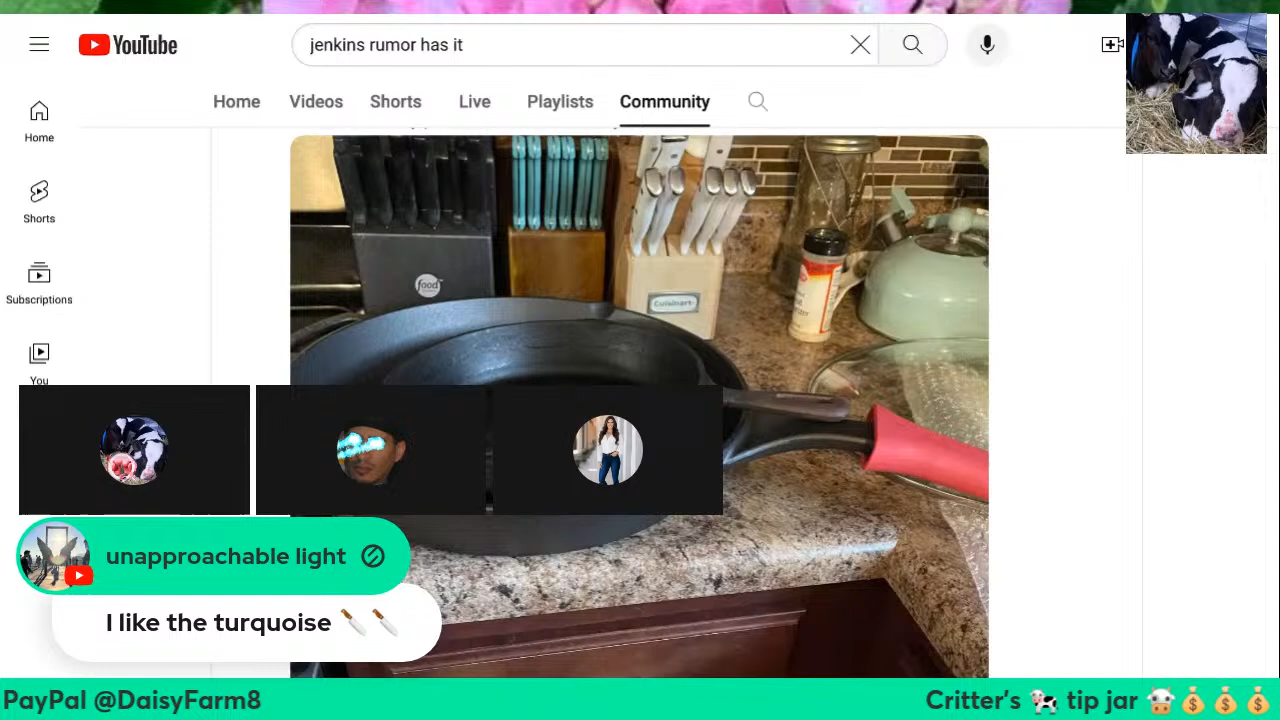 YouTube
jenkins rumor has it
Home Videos Shorts Live Playlists Community
Home
Shorts
Subscriptions
You
food
Cuisinart
unapproachable light
I like the turquoise 🔪 🔪
PayPal @DaisyFarm8
Critter's 🐄 tip jar 🐮💰💰💰